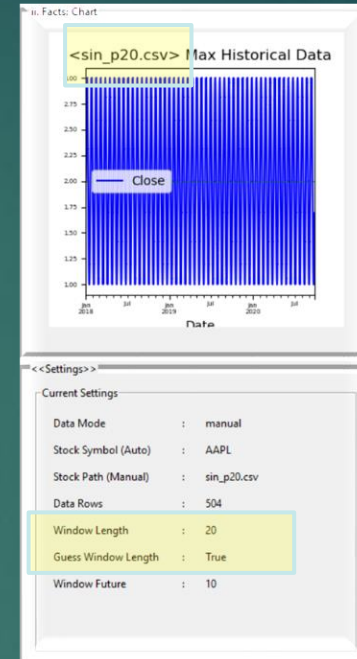 ii. Facts: Chart
<sin_p20.csv> Max Historical Data
3.00
2.75
2.50
2.25
2.00
1.75
1.50
1.25
1.00
Close
Jan Jul Jan Jul Jan Jul
2018 2019 2020
Date
<<Settings>>
Current Settings
Data Mode : manual
Stock Symbol (Auto) : AAPL
Stock Path (Manual) : sin_p20.csv
Data Rows : 504
Window Length : 20
Guess Window Length : True
Window Future : 10